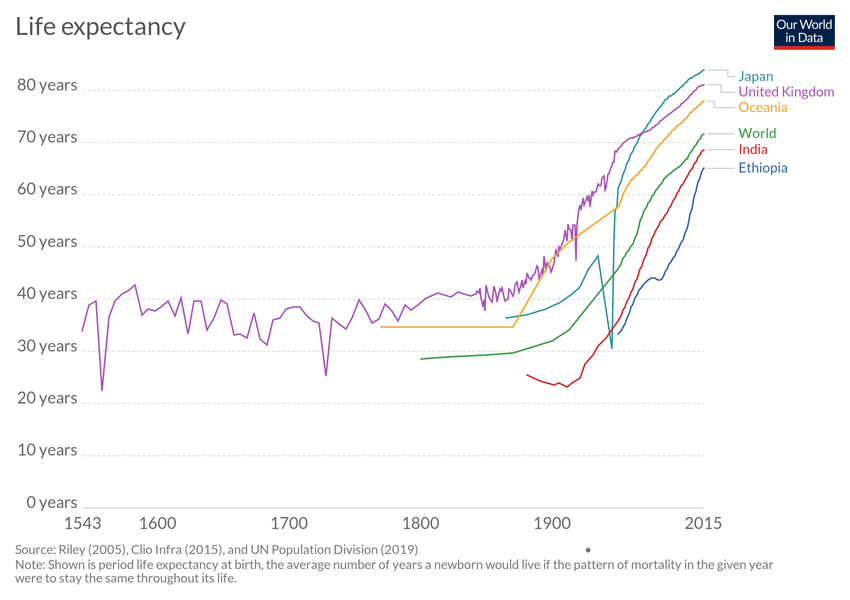 Life expectancy
Our World
in Data
80 years
70 years
60 years
50 years
40 years
30 years
20 years
10 years
0 years
1543
1600
1700
1800
1900
2015
Japan
United Kingdom
Oceania
World
India
Ethiopia
Source: Riley (2005), Clio Infra (2015), and UN Population Division (2019)
Note: Shown is period life expectancy at birth, the average number of years a newborn would live if the pattern of mortality in the given year
were to stay the same throughout its life.